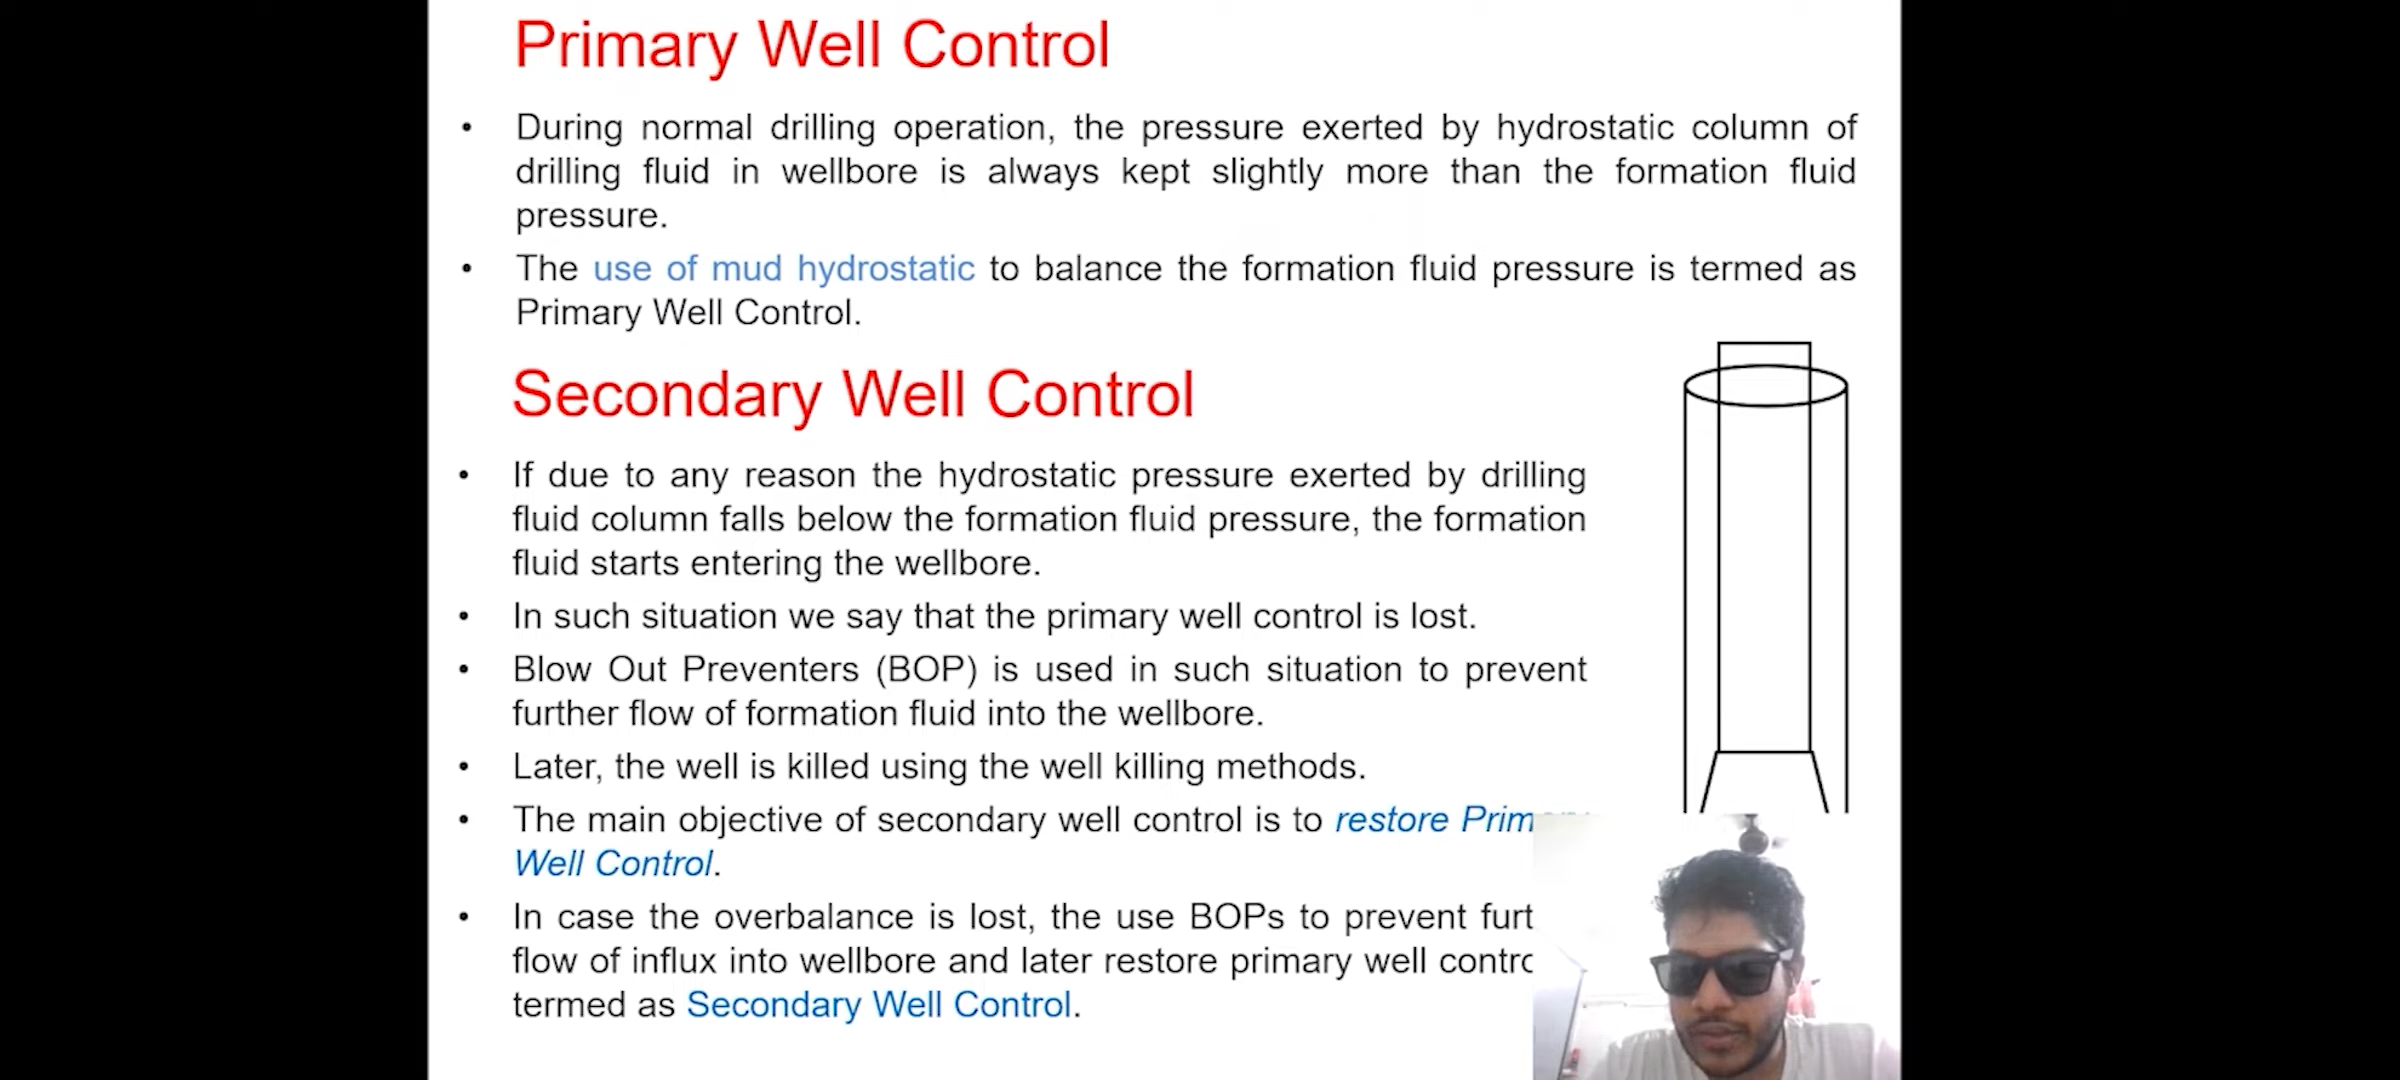 Primary Well Control
• During normal drilling operation, the pressure exerted by hydrostatic column of
drilling fluid in wellbore is always kept slightly more than the formation fluid
pressure.
• The use of mud hydrostatic to balance the formation fluid pressure is termed as
Primary Well Control.
Secondary Well Control
• If due to any reason the hydrostatic pressure exerted by drilling
fluid column falls below the formation fluid pressure, the formation
fluid starts entering the wellbore.
• In such situation we say that the primary well control is lost.
• Blow Out Preventers (BOP) is used in such situation to prevent
further flow of formation fluid into the wellbore.
• Later, the well is killed using the well killing methods.
• The main objective of secondary well control is to restore
Well Control.
• In case the overbalance is lost, the use BOPs to prevent
flow of influx into wellbore and later restore primary well
termed as Secondary Well Control.